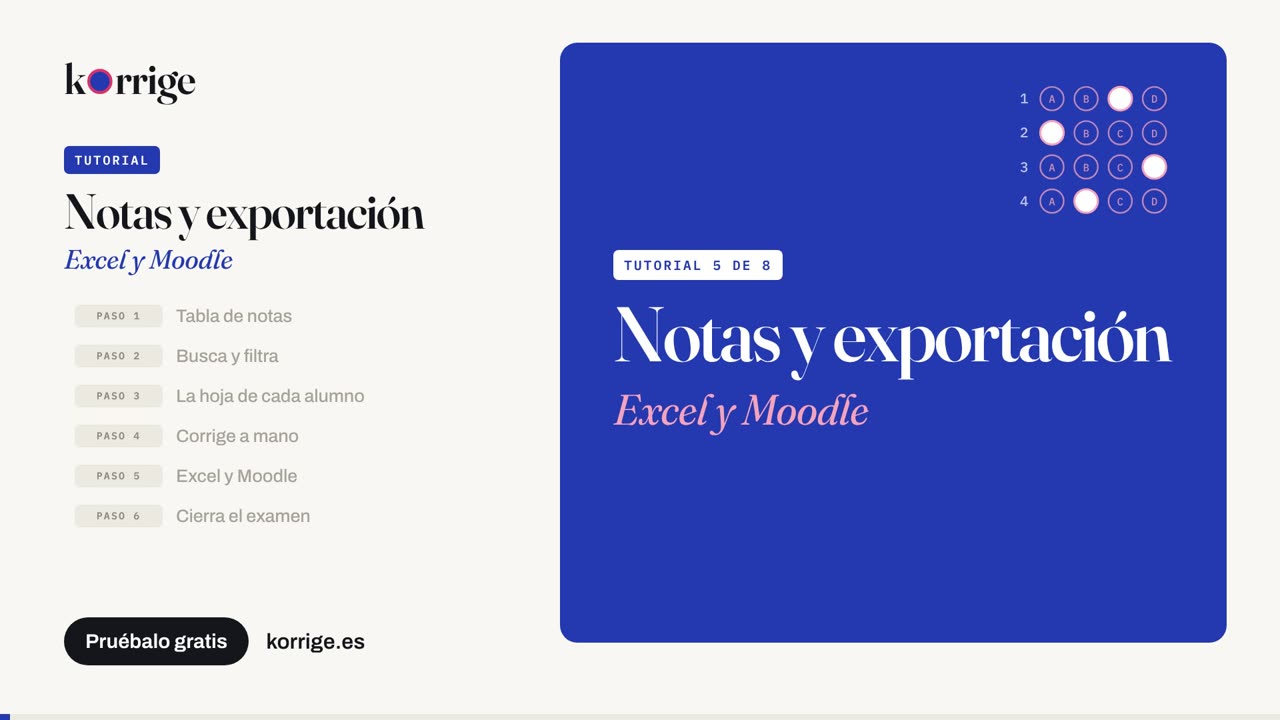 korrige
TUTORIAL
Notas y exportación
Excel y Moodle
PASO 1 Tabla de notas
PASO 2 Busca y filtra
PASO 3 La hoja de cada alumno
PASO 4 Corrige a mano
PASO 5 Excel y Moodle
PASO 6 Cierra el examen
Pruébalo gratis korrige.es
1 A B D
2 B C D
3 A B C
4 A C D
TUTORIAL 5 DE 8
Notas y exportación
Excel y Moodle